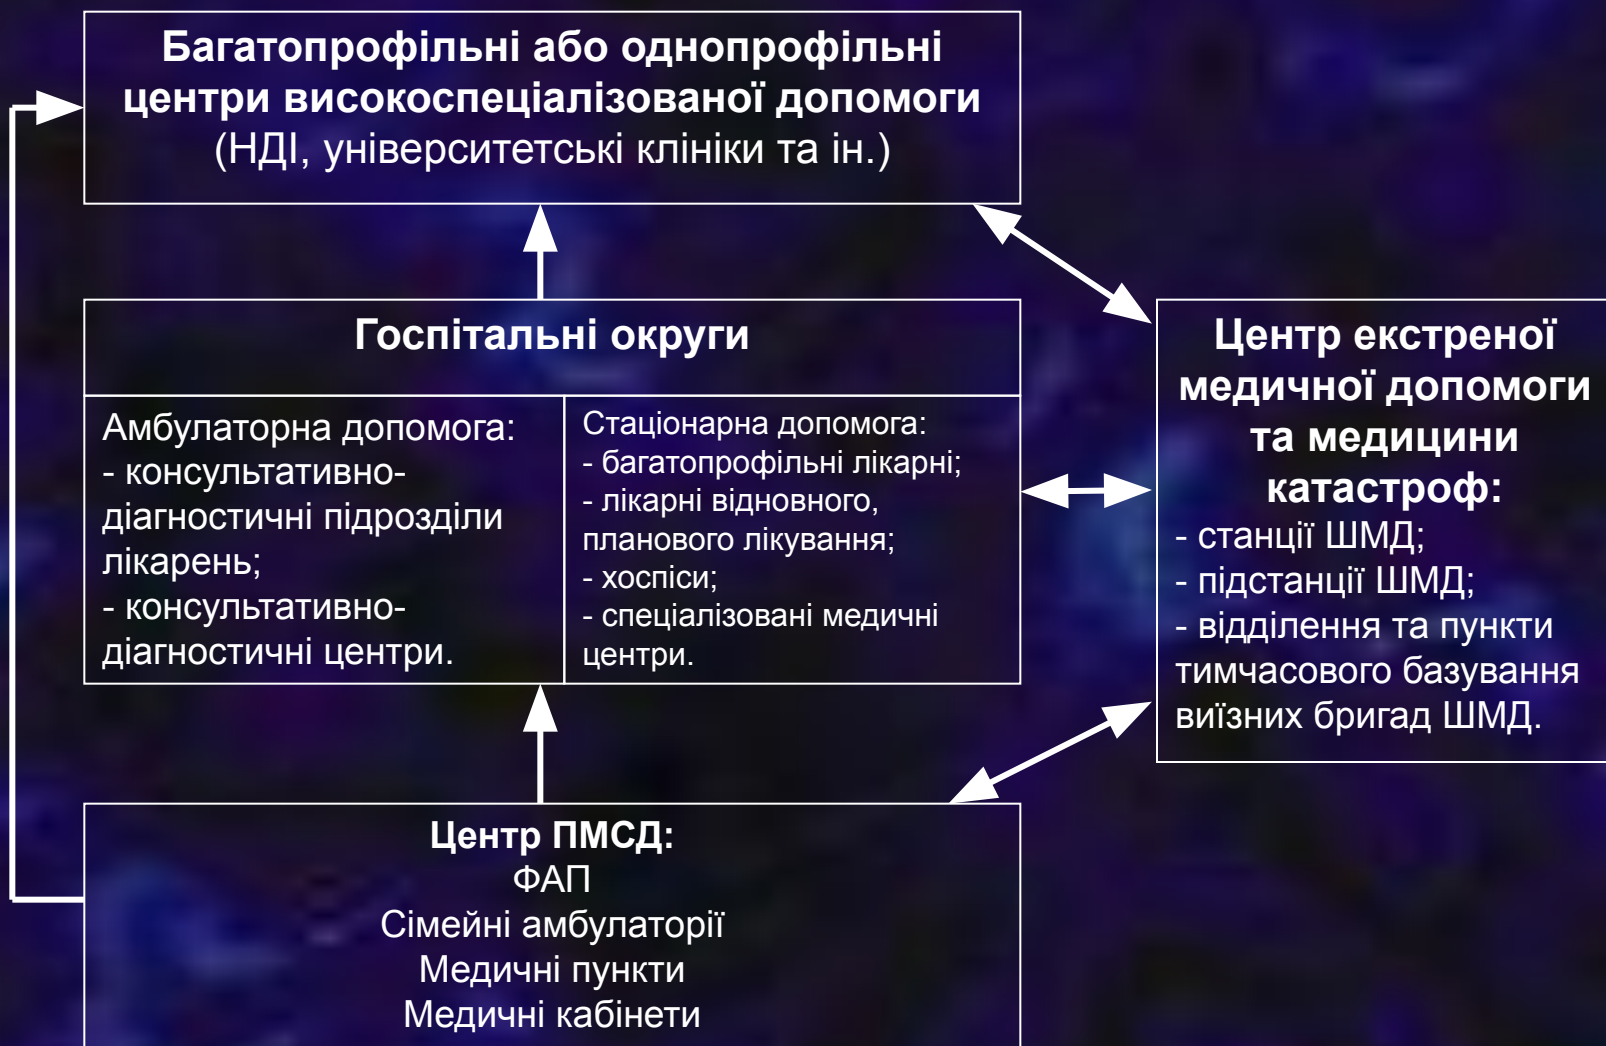 Багатопрофільні або однопрофільні
центри високоспеціалізованої допомоги
(НДІ, університетські клініки та ін.)
Госпітальні округи
Амбулаторна допомога:
- консультативно-
діагностичні підрозділи
лікарень;
- консультативно-
діагностичні центри.
Стаціонарна допомога:
- багатопрофільні лікарні;
- лікарні відновного,
планового лікування;
- хоспіси;
- спеціалізовані медичні
центри.
Центр екстреної
медичної допомоги
та медицини
катастроф:
- станції ШМД;
- підстанції ШМД;
- відділення та пункти
тимчасового базування
виїзних бригад ШМД.
Центр ПМСД:
ФАП
Сімейні амбулаторії
Медичні пункти
Медичні кабінети